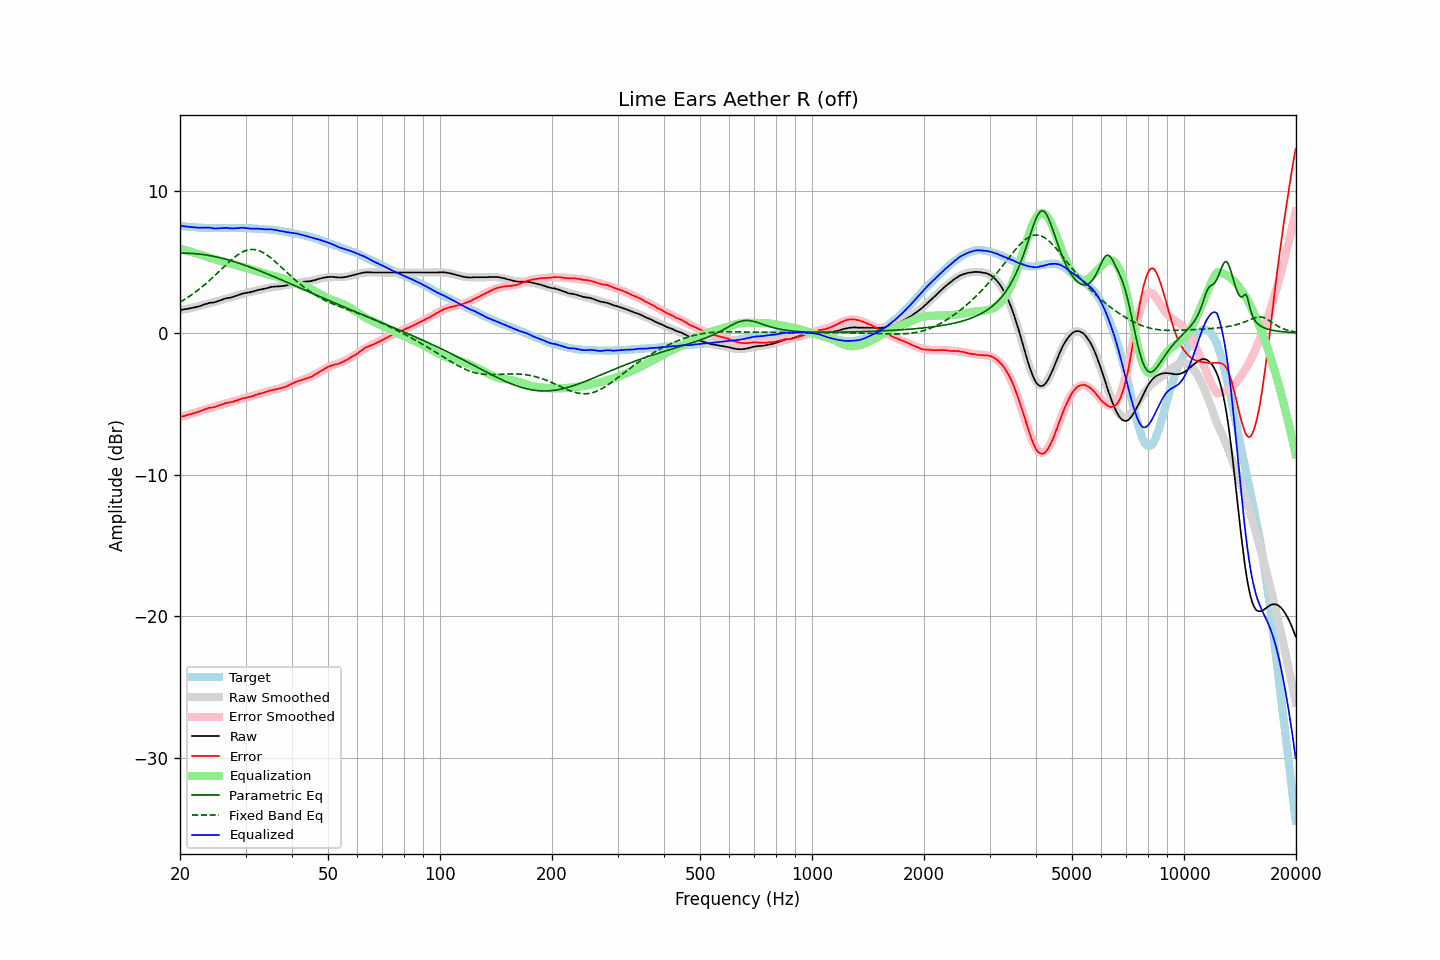 Lime Ears Aether R (off)
Amplitude (dBr)
10
0
−10
−20
−30
Target
Raw Smoothed
Error Smoothed
Raw
Error
Equalization
Parametric Eq
Fixed Band Eq
Equalized
20 50 100 200 500 1000 2000 5000 10000 20000
Frequency (Hz)